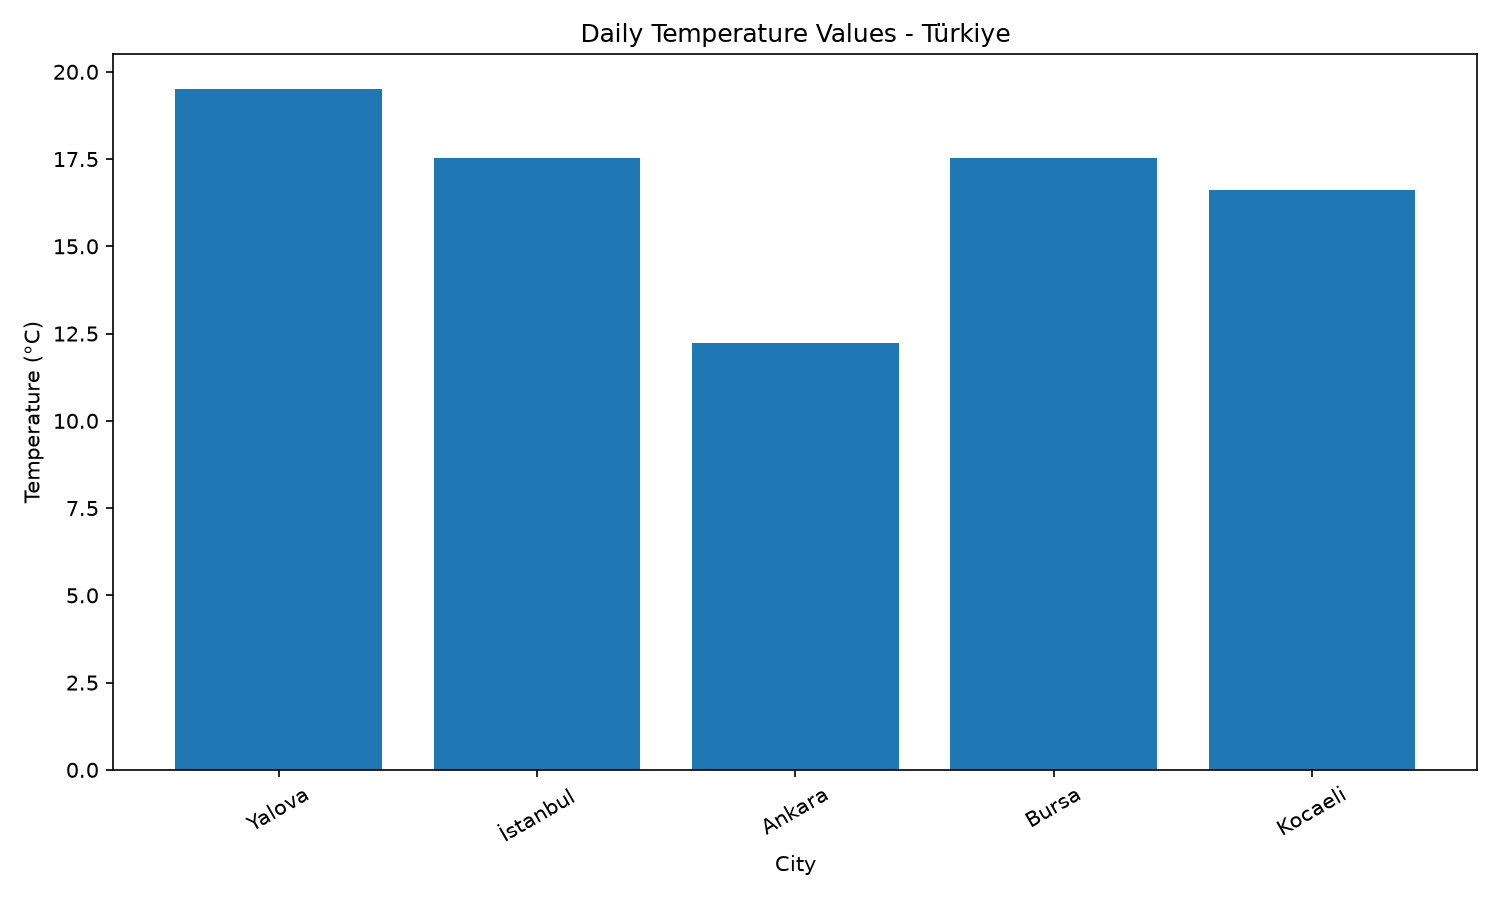 Daily Temperature Values - Türkiye
20.0
17.5
15.0
12.5
10.0
7.5
5.0
2.5
0.0
Temperature (°C)
Yalova
İstanbul
Ankara
Bursa
Kocaeli
City